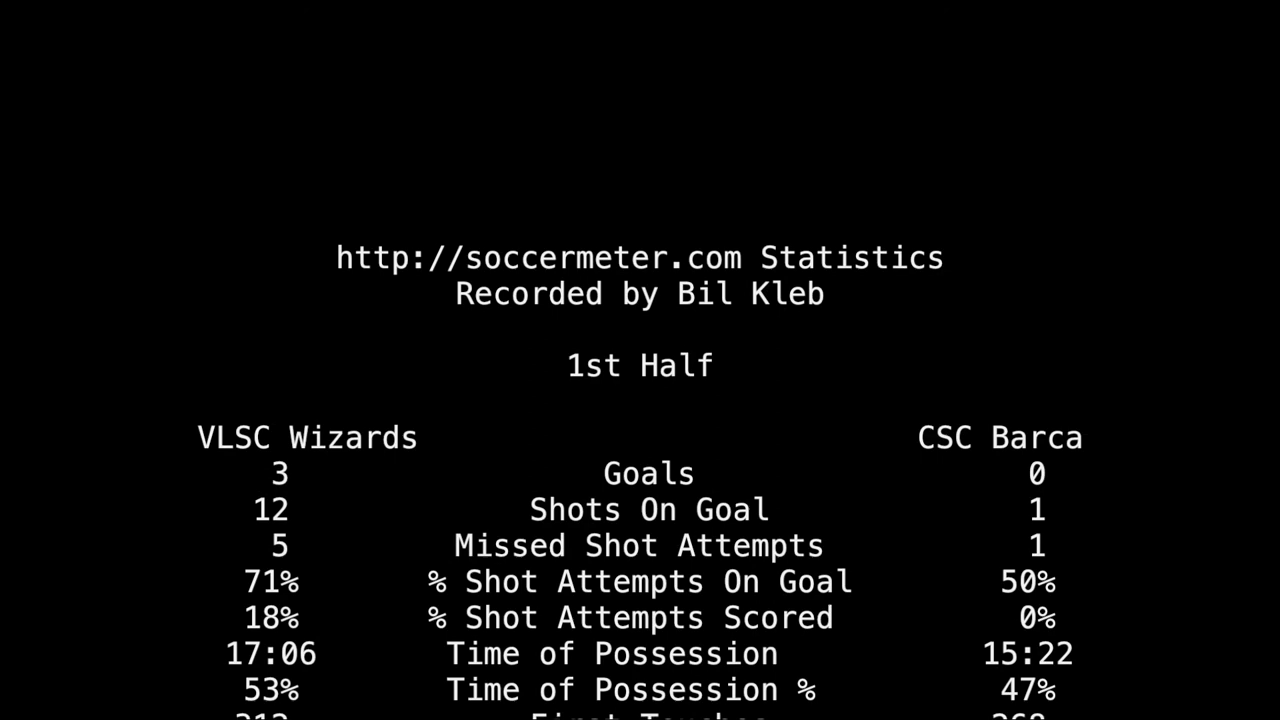 http://soccermeter.com Statistics
Recorded by Bil Kleb
1st Half
VLSC Wizards CSC Barca
3 Goals 0
12 Shots On Goal 1
5 Missed Shot Attempts 1
71% % Shot Attempts On Goal 50%
18% % Shot Attempts Scored 0%
17:06 Time of Possession 15:22
53% Time of Possession % 47%
First Touches